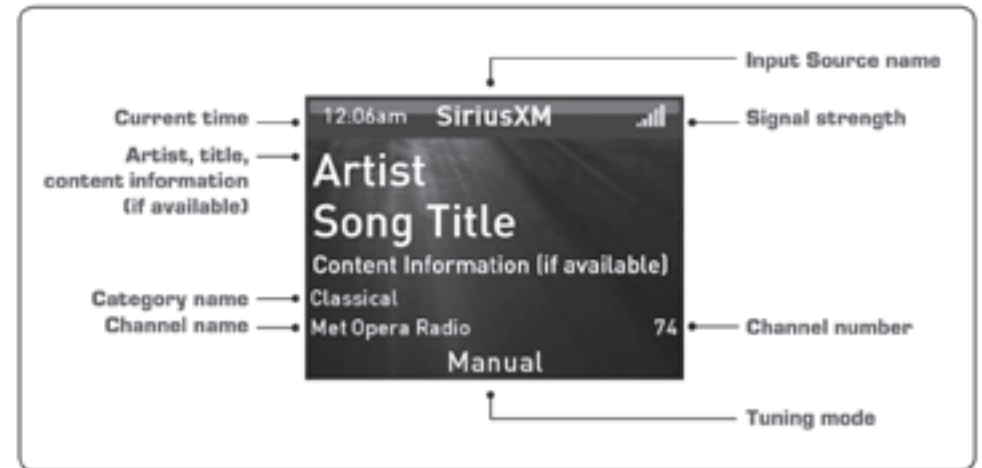 Input Source name
Current time
12:06am SiriusXM
Signal strength
Artist, title,
content information
(if available)
Artist
Song Title
Content Information (if available)
Category name
Classical
Channel name
Met Opera Radio 74
Channel number
Manual
Tuning mode